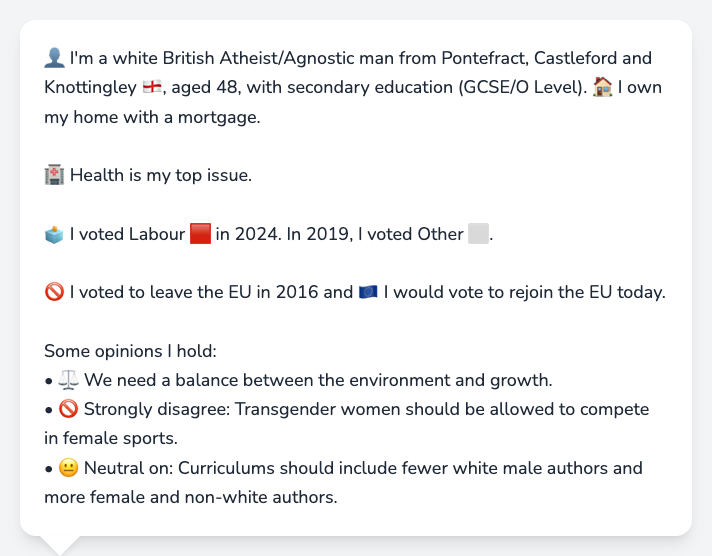 👤 I'm a white British Atheist/Agnostic man from Pontefract, Castleford and
Knottingley 🏴󠁧󠁢󠁥󠁮󠁧󠁿, aged 48, with secondary education (GCSE/O Level). 🏠 I own
my home with a mortgage.
🏥 Health is my top issue.
🗳️ I voted Labour 🟥 in 2024. In 2019, I voted Other ⬜.
🚫 I voted to leave the EU in 2016 and 🇪🇺 I would vote to rejoin the EU today.
Some opinions I hold:
• ⚖️ We need a balance between the environment and growth.
• 🚫 Strongly disagree: Transgender women should be allowed to compete
in female sports.
• 😐 Neutral on: Curriculums should include fewer white male authors and
more female and non-white authors.